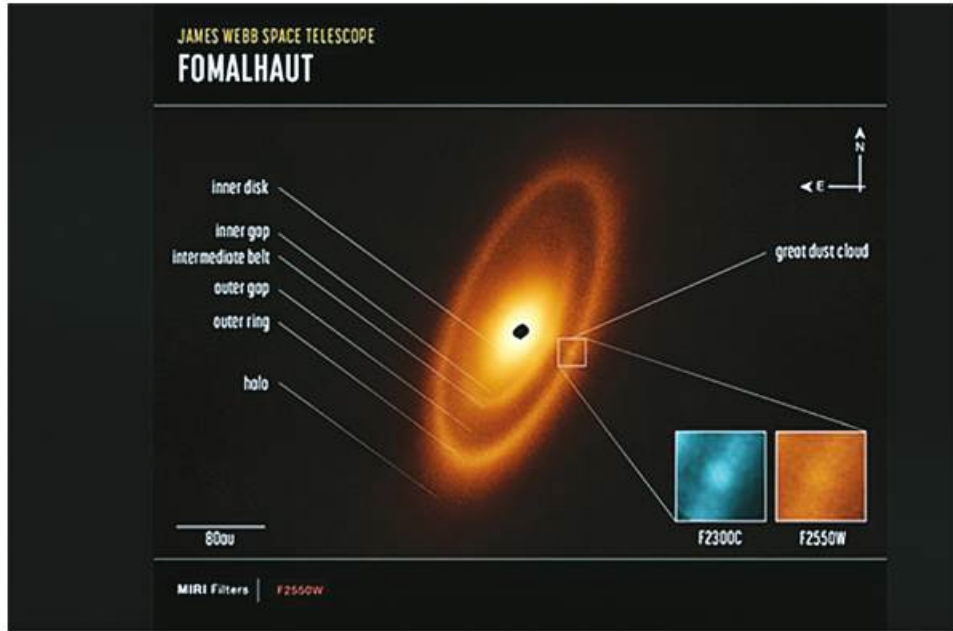 JAMES WEBB SPACE TELESCOPE
FOMALHAUT
N
E
inner disk
inner gap
intermediate belt
outer gap
outer ring
halo
great dust cloud
80au
F2300C
F2550W
MIRI Filters | F2550W